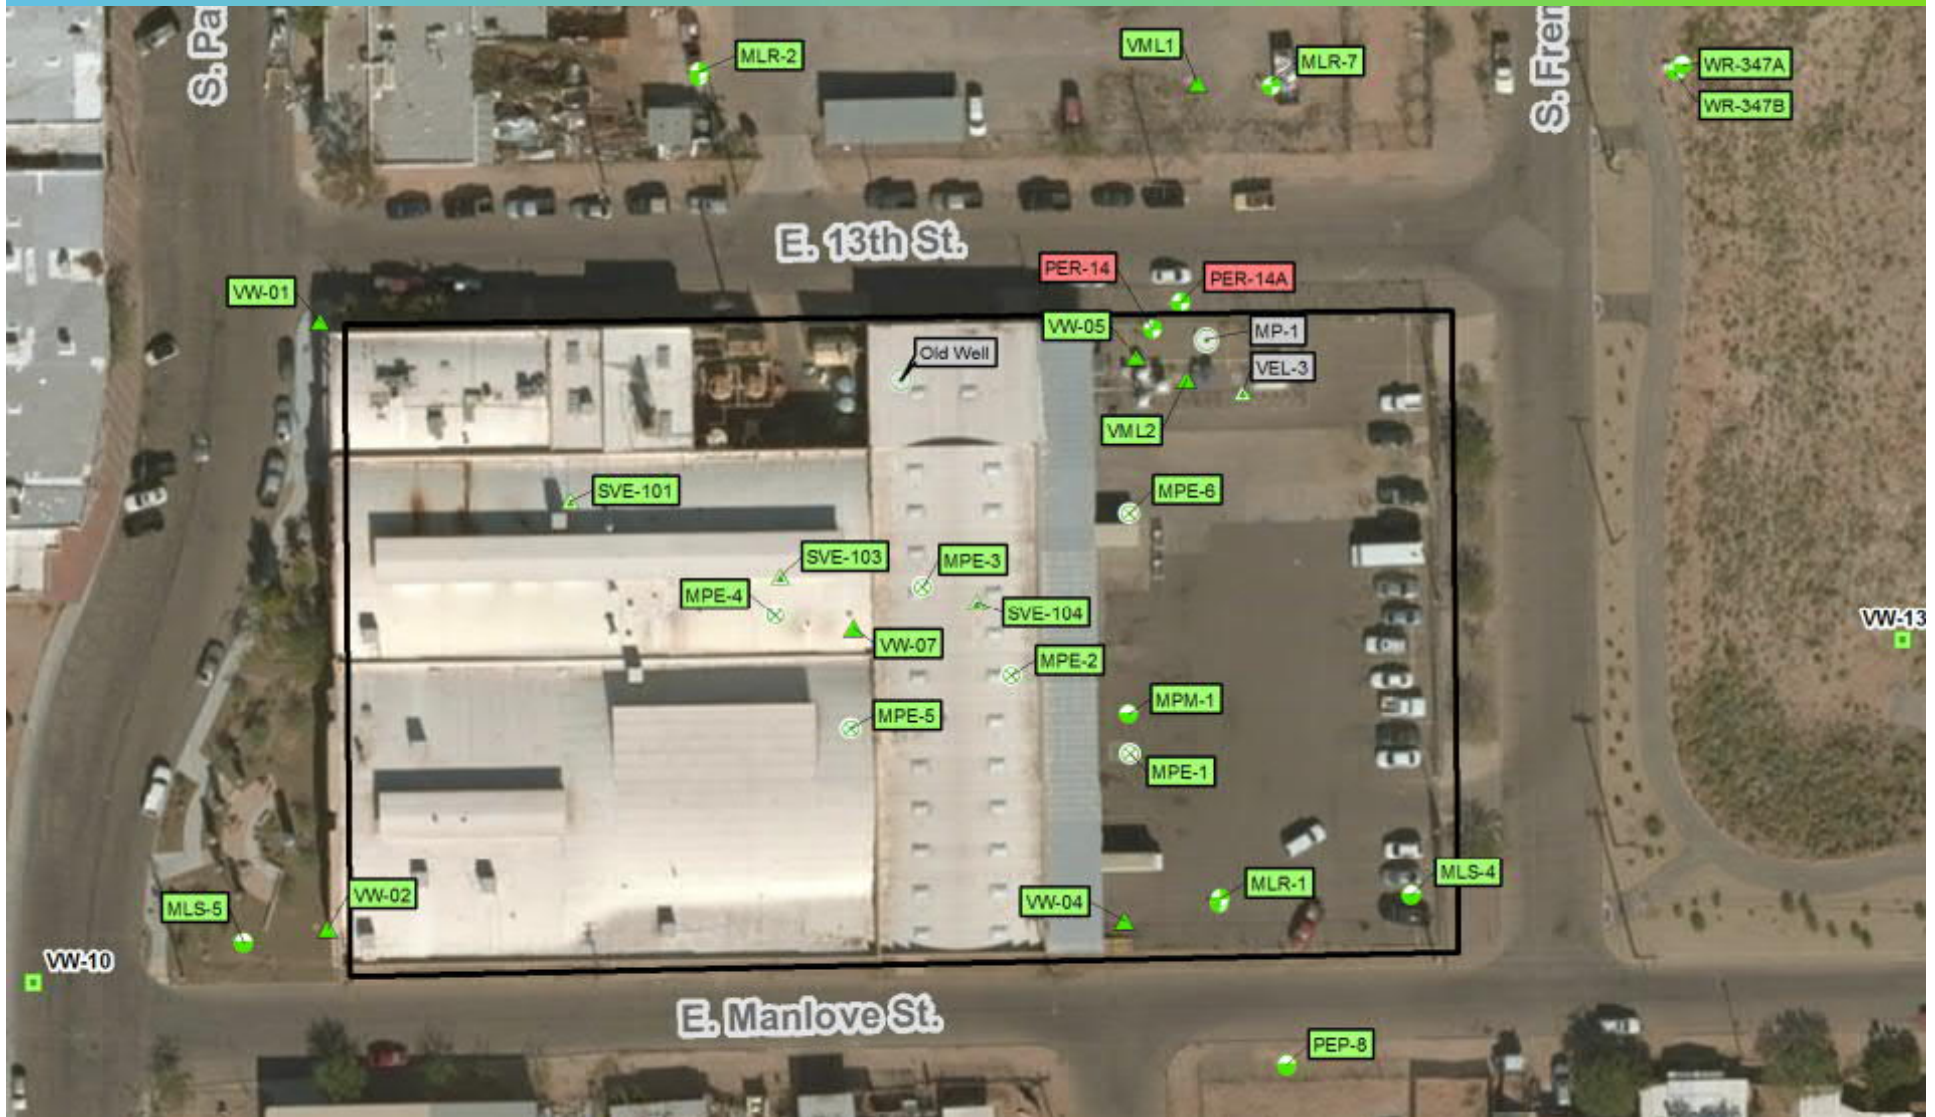 S. Pa
MLR-2
VML1
MLR-7
S. Fren
WR-347A
WR-347B
E. 13th St.
PER-14
PER-14A
VW-01
VW-05
MP-1
Old Well
VEL-3
VML2
SVE-101
MPE-6
SVE-103
MPE-3
MPE-4
SVE-104
VW-13
VW-07
MPE-2
MPE-5
MPM-1
MPE-1
MLS-4
MLR-1
VW-02
VW-04
MLS-5
VW-10
E. Manlove St.
PEP-8